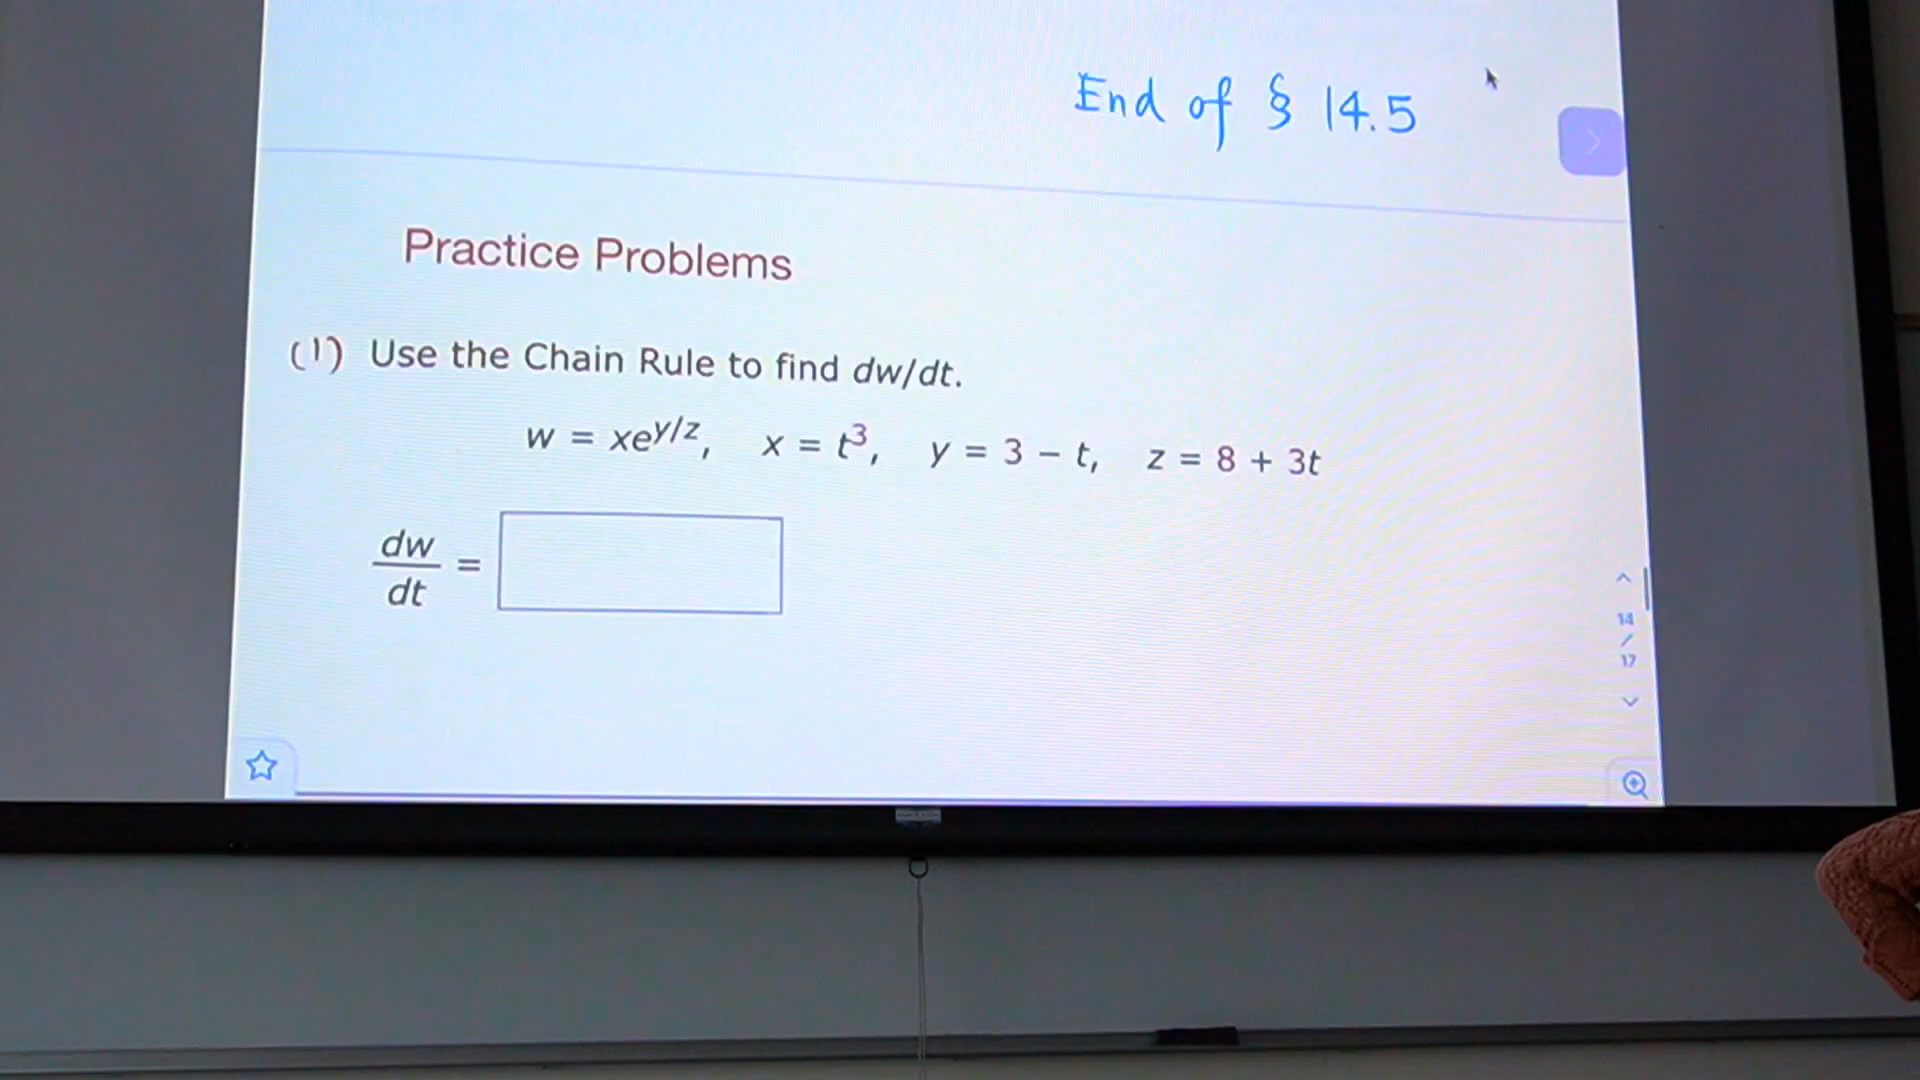 End of § 14.5
Practice Problems
(1) Use the Chain Rule to find dw/dt.
w = xe^{y/z}, x = t³, y = 3 − t, z = 8 + 3t
dw/dt =
14
/
17